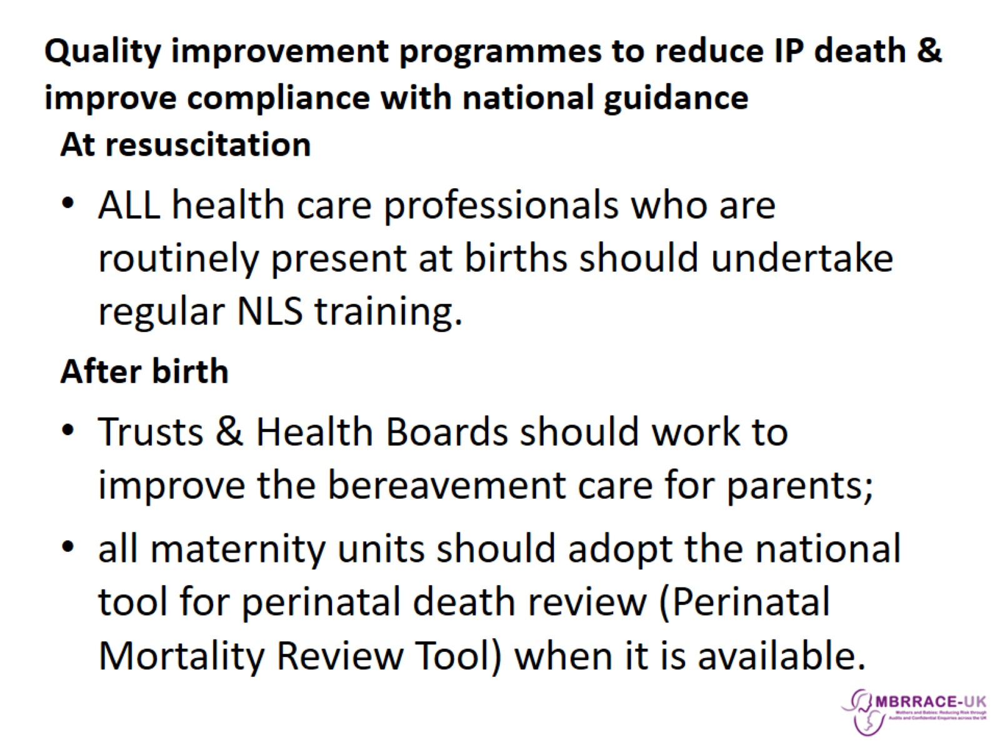 Quality improvement programmes to reduce IP death &
improve compliance with national guidance
At resuscitation
• ALL health care professionals who are
routinely present at births should undertake
regular NLS training.
After birth
• Trusts & Health Boards should work to
improve the bereavement care for parents;
• all maternity units should adopt the national
tool for perinatal death review (Perinatal
Mortality Review Tool) when it is available.
MBRRACE-UK
Mothers and Babies: Reducing Risk through
Audits and Confidential Enquiries across the UK